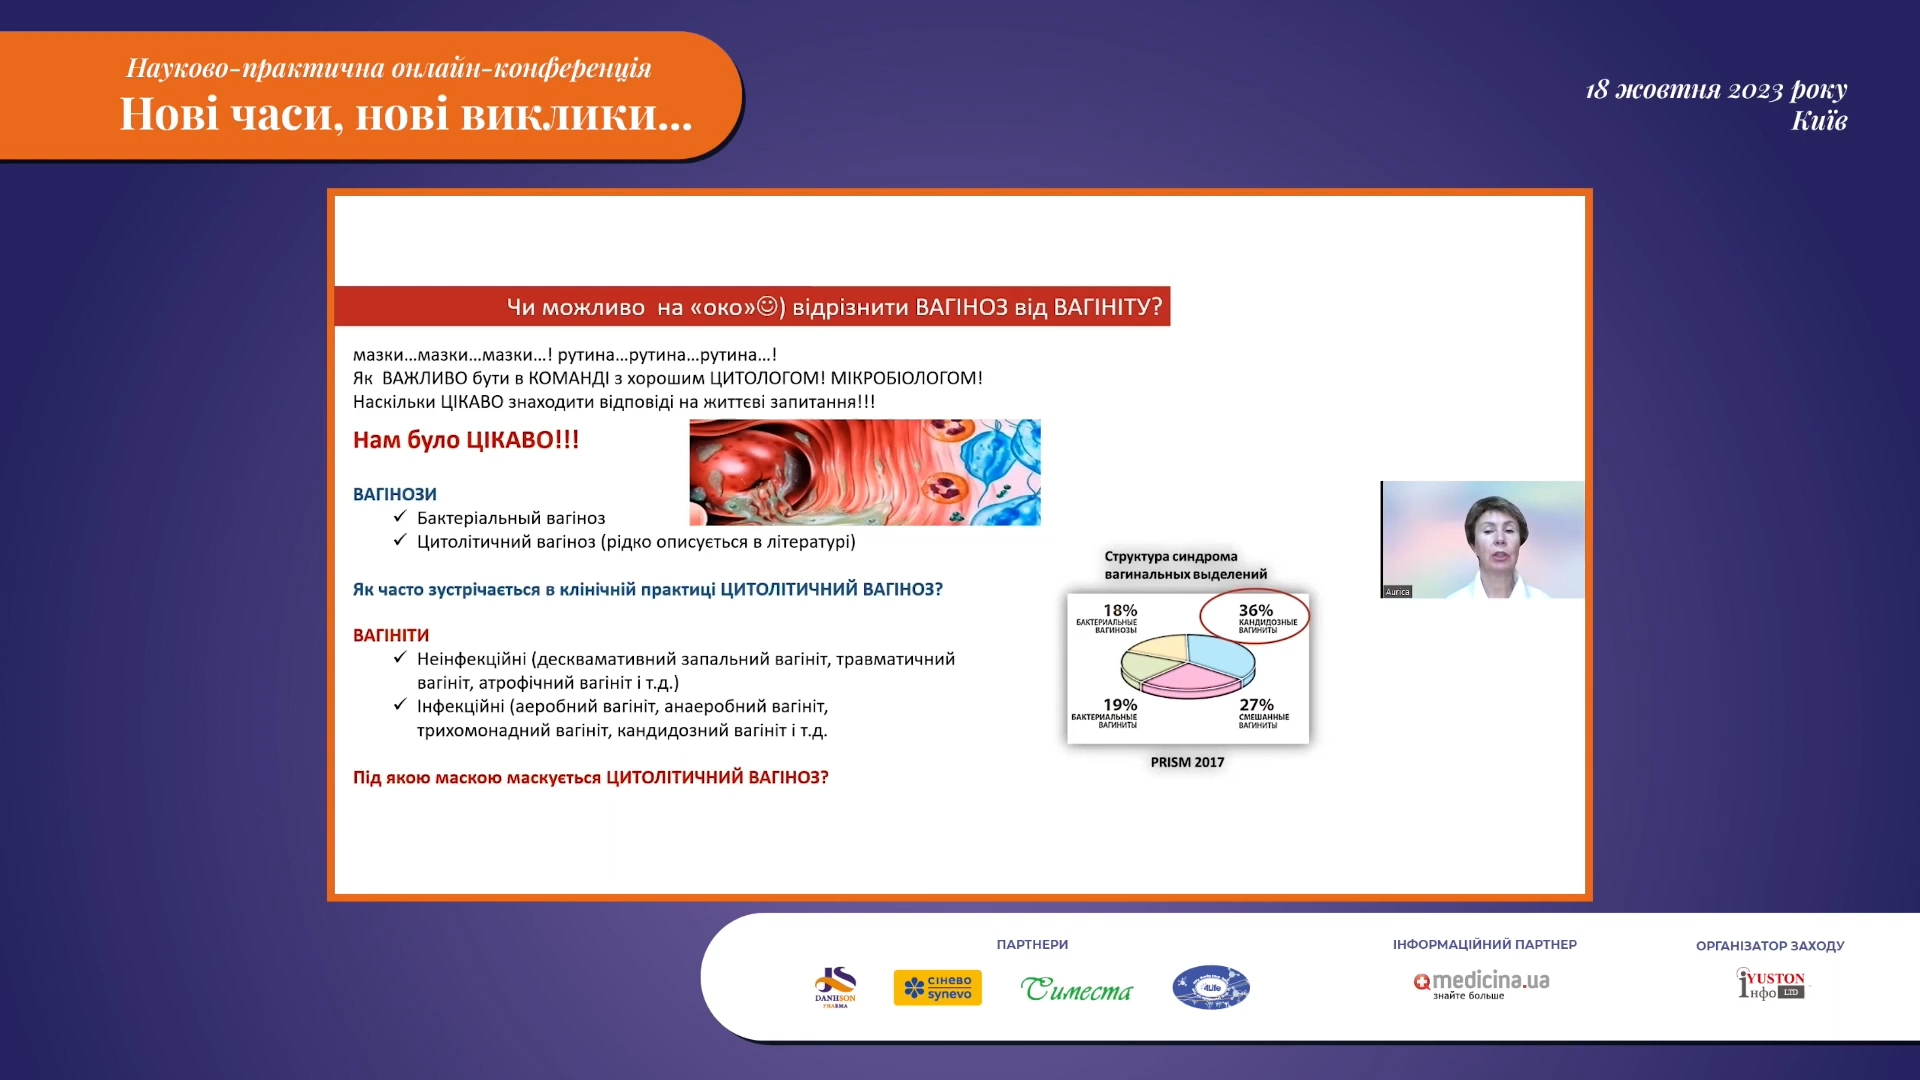 Науково-практична онлайн-конференція
Нові часи, нові виклики...
18 жовтня 2023 року
Київ
Чи можливо на «око»☺) відрізнити ВАГІНОЗ від ВАГІНІТУ?
мазки...мазки...мазки...! рутина...рутина...рутина...!
Як ВАЖЛИВО бути в КОМАНДІ з хорошим ЦИТОЛОГОМ! МІКРОБІОЛОГОМ!
Наскільки ЦІКАВО знаходити відповіді на життєві запитання!!!
Нам було ЦІКАВО!!!
ВАГІНОЗИ
✓ Бактеріальный вагіноз
✓ Цитолітичний вагіноз (рідко описується в літературі)
Як часто зустрічається в клінічній практиці ЦИТОЛІТИЧНИЙ ВАГІНОЗ?
ВАГІНІТИ
✓ Неінфекційні (десквамативний запальний вагініт, травматичний
вагініт, атрофічний вагініт і т.д.)
✓ Інфекційні (аеробний вагініт, анаеробний вагініт,
трихомонадний вагініт, кандидозний вагініт і т.д.
Під якою маскою маскується ЦИТОЛІТИЧНИЙ ВАГІНОЗ?
Структура синдрома
вагинальных выделений
18%
БАКТЕРИАЛЬНЫЕ
ВАГИНОЗЫ
36%
КАНДИДОЗНЫЕ
ВАГИНИТЫ
19%
БАКТЕРИАЛЬНЫЕ
ВАГИНИТЫ
27%
СМЕШАННЫЕ
ВАГИНИТЫ
PRISM 2017
Aurica
ПАРТНЕРИ
DANHSON
PHARMA
сінево
synevo
Симеста
4Life
ІНФОРМАЦІЙНИЙ ПАРТНЕР
medicina.ua
знайте больше
ОРГАНІЗАТОР ЗАХОДУ
YUSTON
інфо LTD